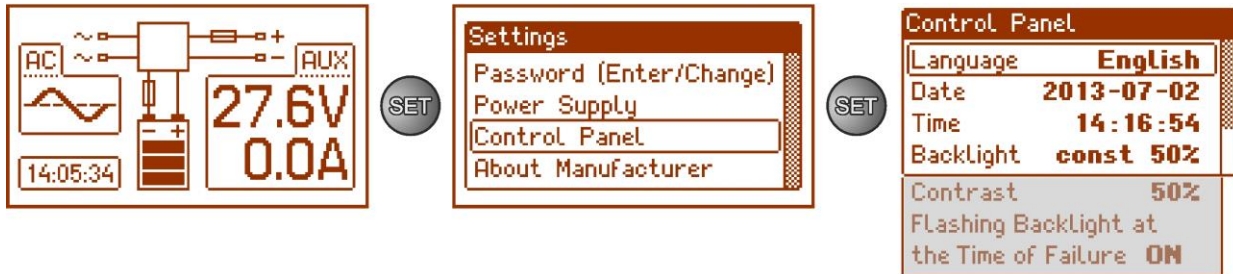 AC
AUX
27.6V
0.0A
14:05:34
SET
Settings
Password (Enter/Change)
Power Supply
Control Panel
About Manufacturer
SET
Control Panel
Language English
Date 2013-07-02
Time 14:16:54
Backlight const 50%
Contrast 50%
Flashing Backlight at
the Time of Failure ON